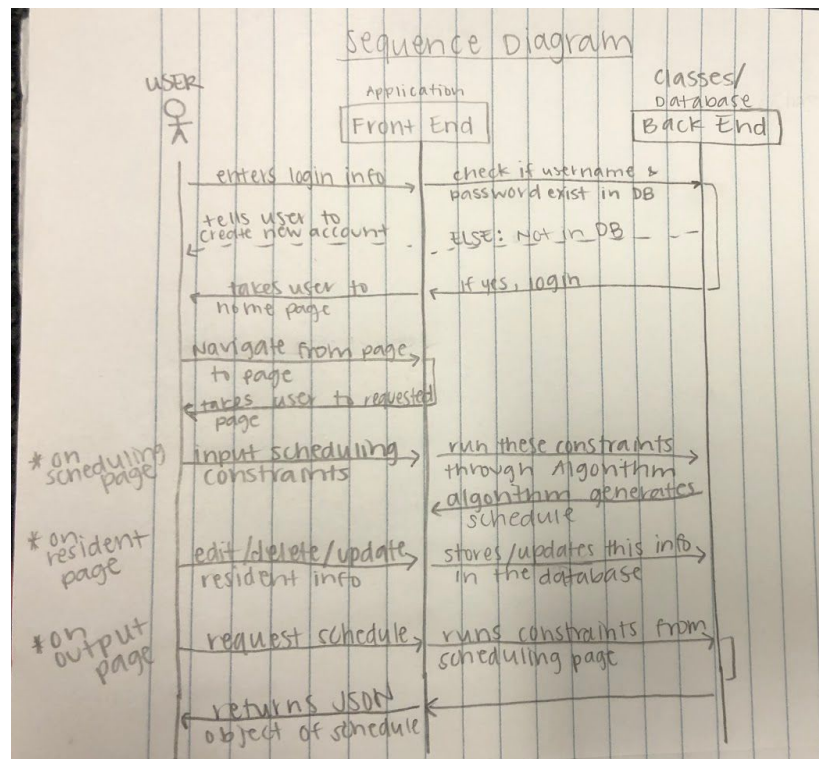 Sequence Diagram
USER
Application
Front End
Classes/
Database
Back End
enters login info
check if username &
password exist in DB
tells user to
create new account
ELSE: Not in DB
takes user to
home page
If yes, login
Navigate from page
to page
takes user to requested
page
*on
scheduling
page
input scheduling
constraints
run these constraints
through Algorithm
algorithm generates
schedule
*on
resident
page
edit/delete/update
resident info
stores/updates this info
in the database
*on
output
page
request schedule
runs constraints from
scheduling page
returns JSON
object of schedule